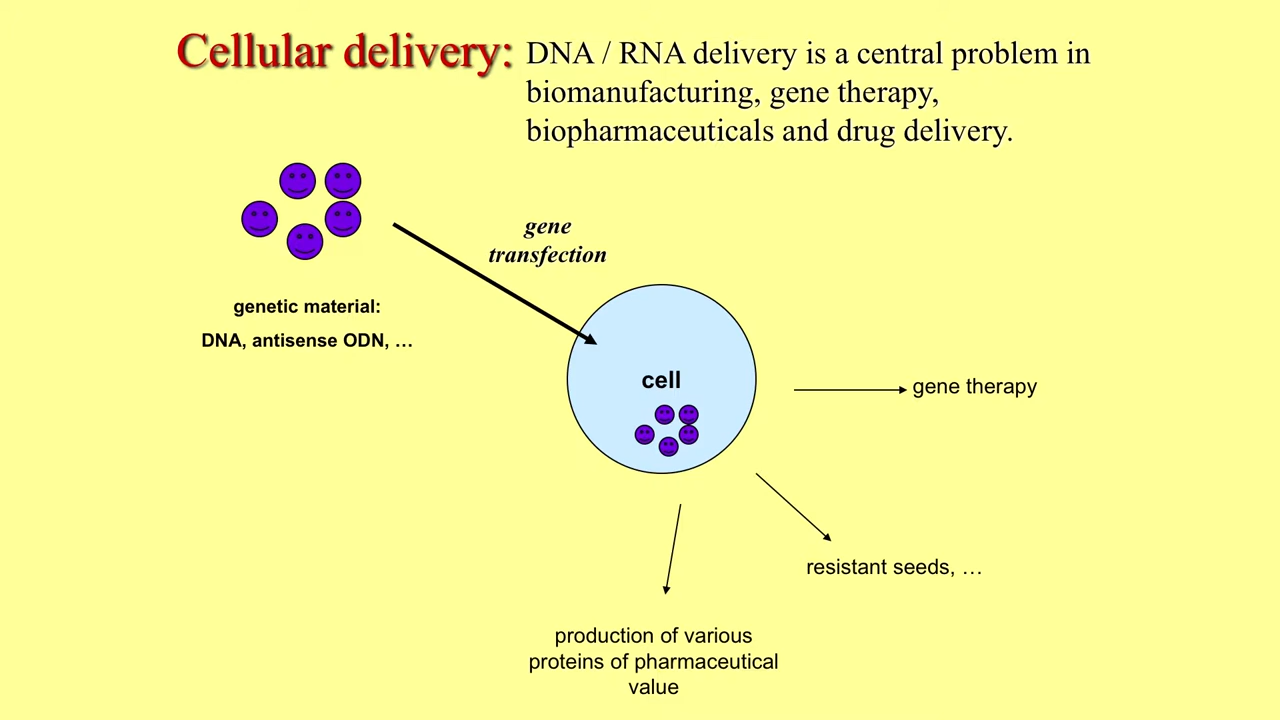 Cellular delivery:
DNA / RNA delivery is a central problem in
biomanufacturing, gene therapy,
biopharmaceuticals and drug delivery.
gene
transfection
genetic material:
DNA, antisense ODN, …
cell
gene therapy
resistant seeds, …
production of various
proteins of pharmaceutical
value